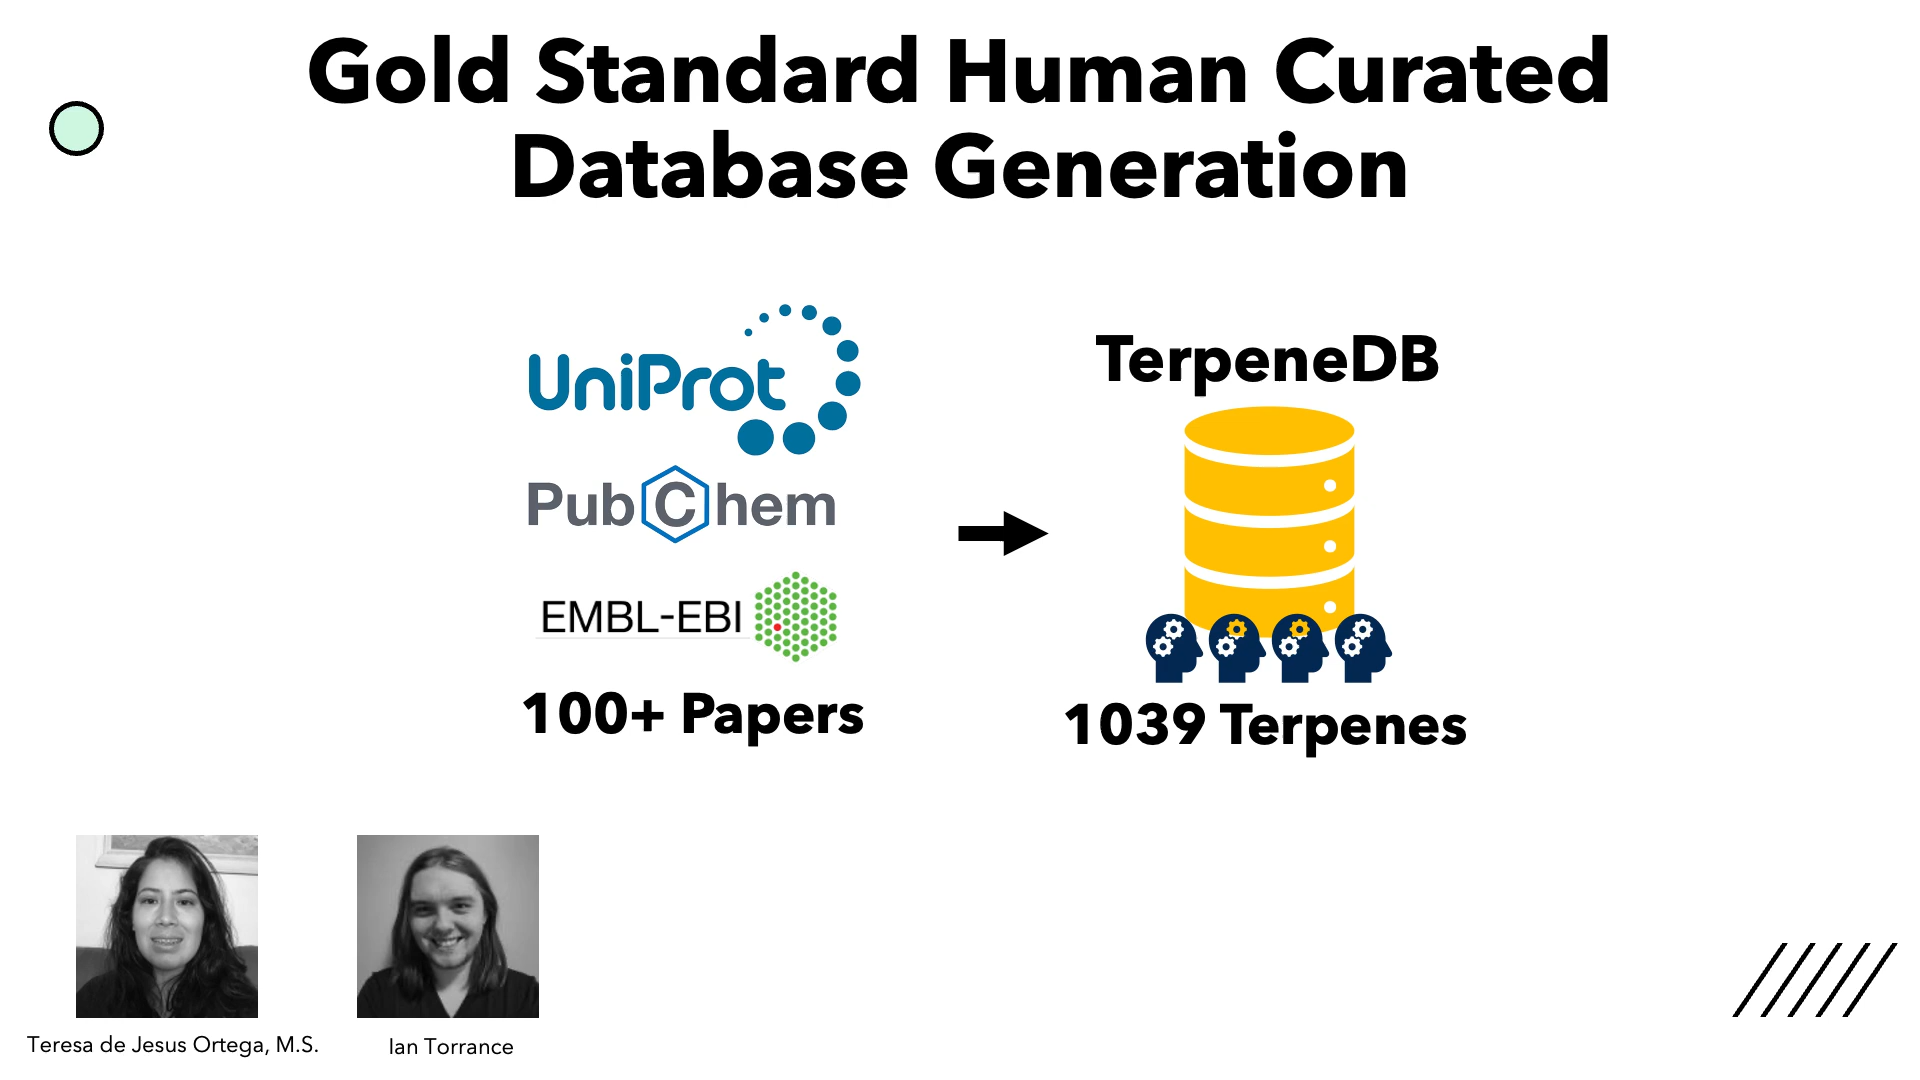 Gold Standard Human Curated
Database Generation
UniProt
PubChem
EMBL-EBI
100+ Papers
TerpeneDB
1039 Terpenes
Teresa de Jesus Ortega, M.S.
Ian Torrance